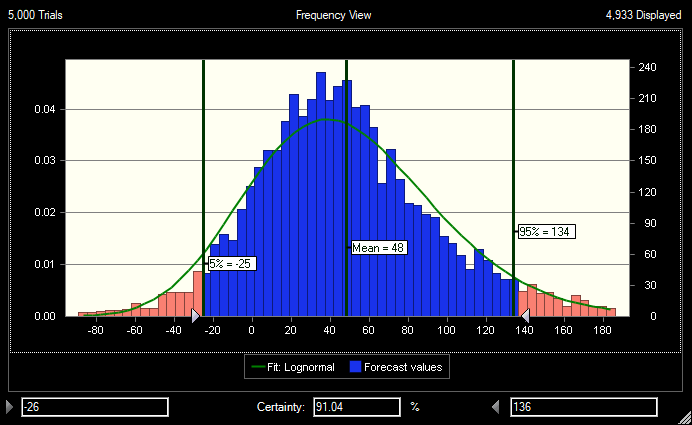 5,000 Trials Frequency View 4,933 Displayed
240
0.04 210
180
0.03 150
120
0.02 90
95% = 134
Mean = 48
5% = -25
60
0.01 30
0.00 0
-80 -60 -40 -20 0 20 40 60 80 100 120 140 160 180
Fit: Lognormal Forecast values
-26 Certainty: 91.04 % 136